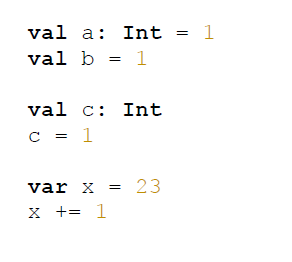 val a: Int = 1
val b = 1
val c: Int
c = 1
var x = 23
x += 1